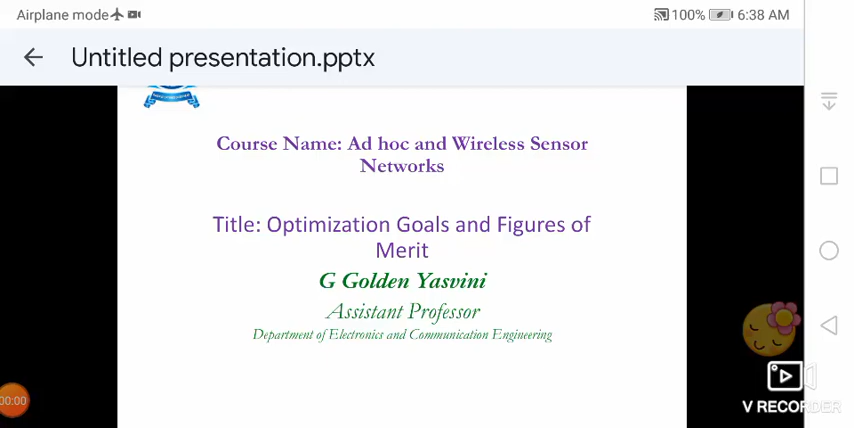 Airplane mode
100% 6:38 AM
Untitled presentation.pptx
Course Name: Ad hoc and Wireless Sensor
Networks
Title: Optimization Goals and Figures of
Merit
G Golden Yasvini
Assistant Professor
Department of Electronics and Communication Engineering
00:00
V RECORDER